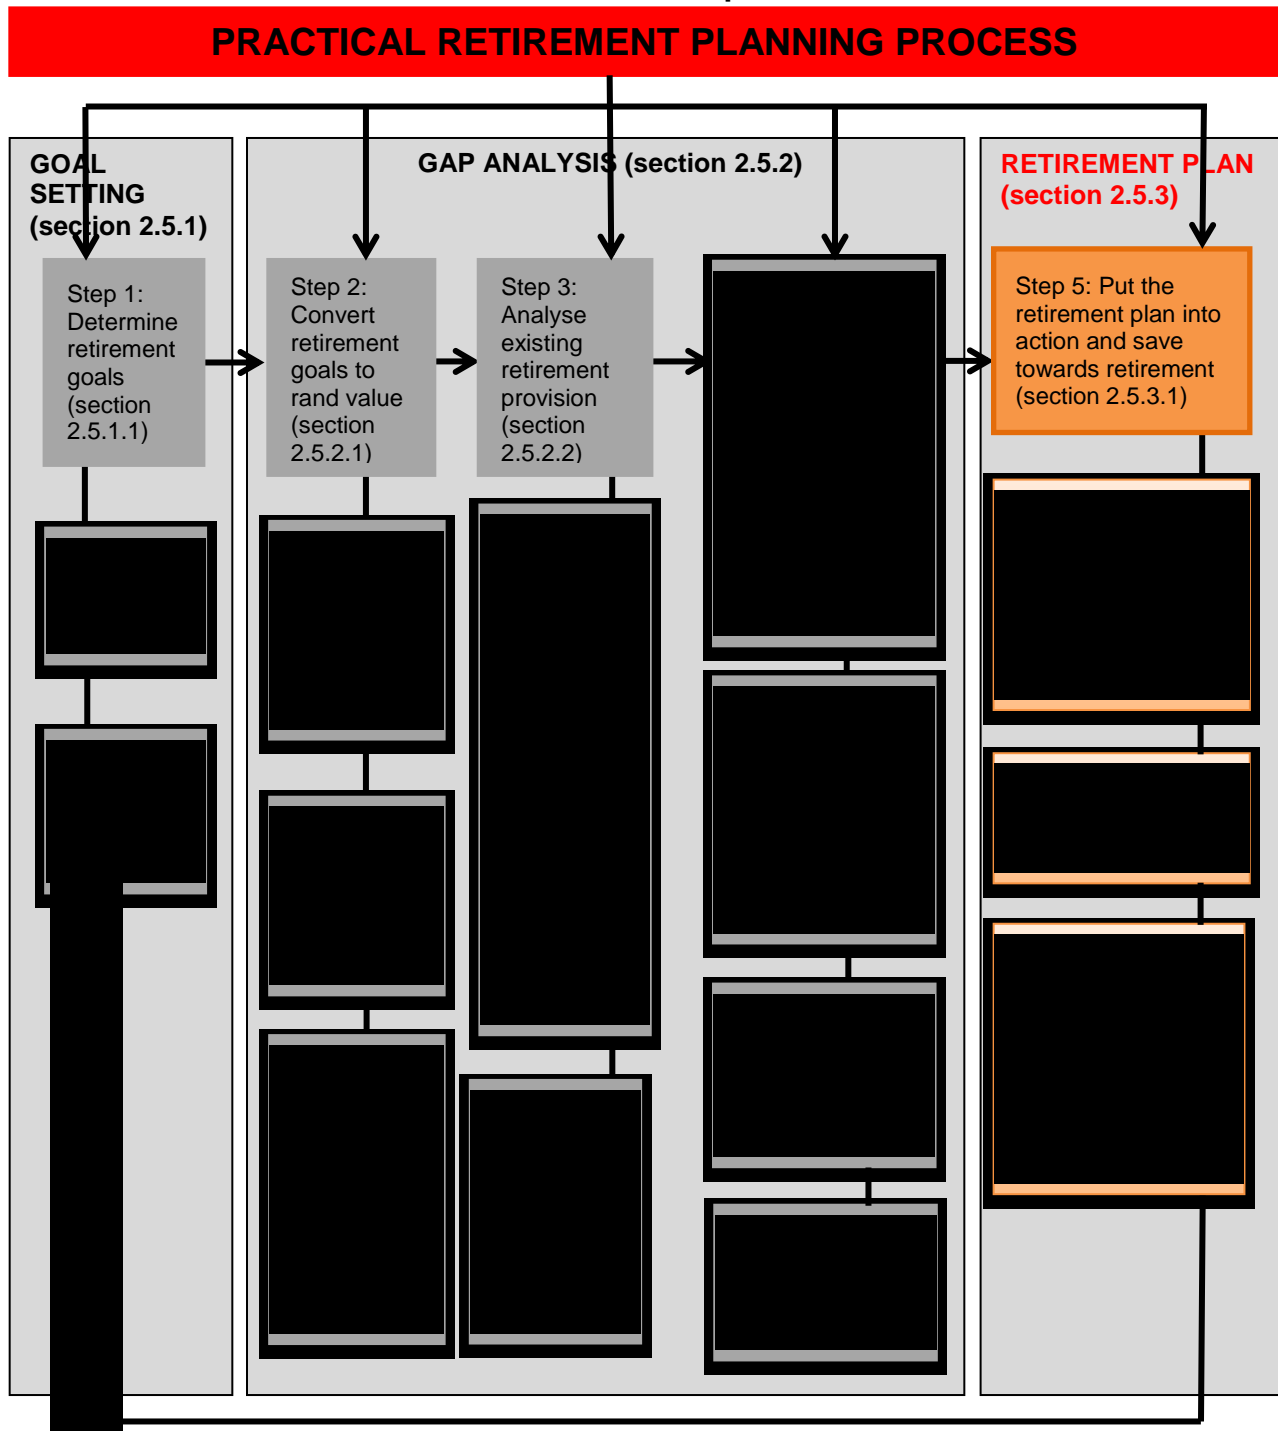 PRACTICAL RETIREMENT PLANNING PROCESS
GOAL
SETTING
(section 2.5.1)
GAP ANALYSIS (section 2.5.2)
RETIREMENT PLAN
(section 2.5.3)
Step 1:
Determine
retirement
goals
(section
2.5.1.1)
Step 2:
Convert
retirement
goals to
rand value
(section
2.5.2.1)
Step 3:
Analyse
existing
retirement
provision
(section
2.5.2.2)
Step 5: Put the
retirement plan into
action and save
towards retirement
(section 2.5.3.1)